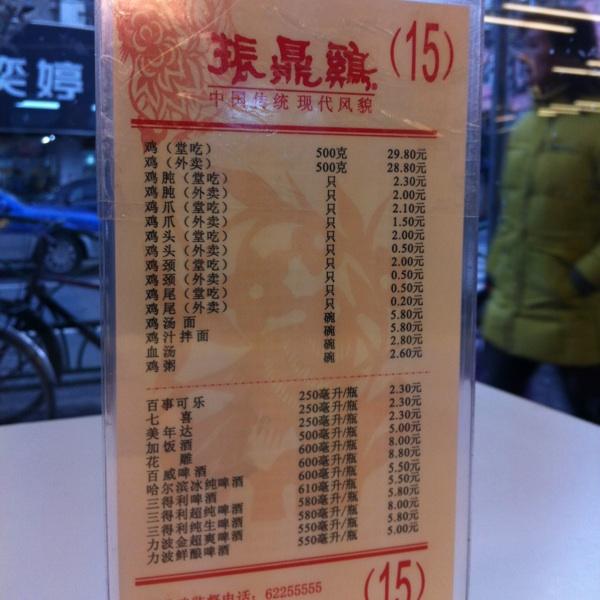 奕婷
振鼎鷄 (15)
中国传统 现代风貌
鸡（堂吃） 500克 29.80元
鸡（外卖） 500克 28.80元
鸡肫（堂吃） 只 2.30元
鸡肫（外卖） 只 2.00元
鸡爪（堂吃） 只 2.10元
鸡爪（外卖） 只 1.50元
鸡头（堂吃） 只 2.00元
鸡头（外卖） 只 0.50元
鸡颈（堂吃） 只 2.00元
鸡颈（外卖） 只 0.50元
鸡尾（堂吃） 只 0.50元
鸡尾（外卖） 只 0.20元
鸡汤面 碗 5.80元
鸡汁拌面 碗 5.80元
血汤 碗 2.80元
鸡粥 碗 2.60元
百事可乐 250毫升/瓶 2.30元
七喜 250毫升/瓶 2.30元
美年达 250毫升/瓶 2.30元
加饭酒 500毫升/瓶 5.00元
花雕 600毫升/瓶 8.00元
百威啤酒 600毫升/瓶 8.80元
哈尔滨冰纯啤酒 600毫升/瓶 5.50元
三得利啤酒 610毫升/瓶 5.50元
三得利超纯啤酒 580毫升/瓶 5.80元
三得利纯生啤酒 580毫升/瓶 8.00元
力波金超爽啤酒 550毫升/瓶 5.80元
力波鲜酿啤酒 550毫升/瓶 5.00元
监督电话：62255555 (15)